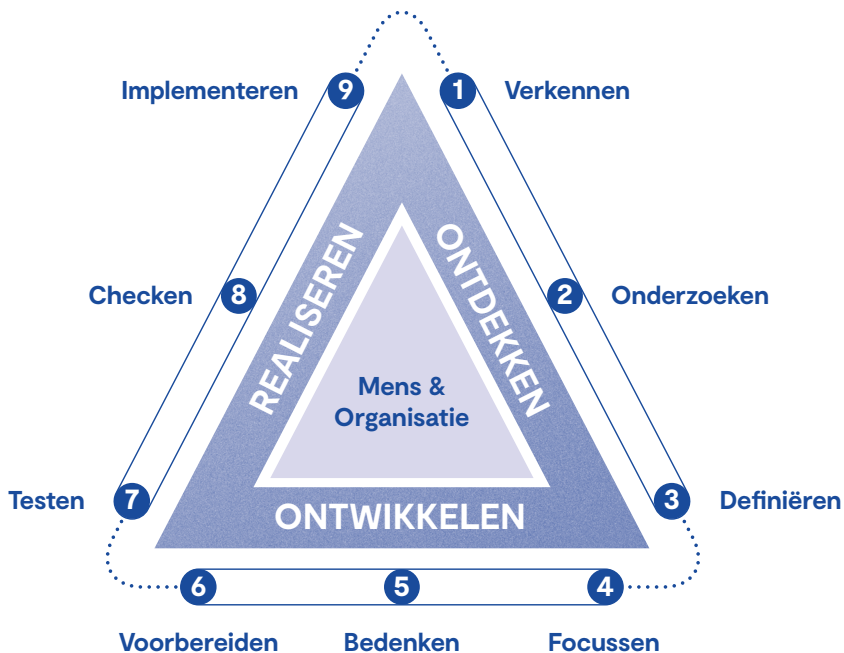 9
1
Implementeren
Verkennen
REALISEREN
ONTDEKKEN
Checken
8
2
Onderzoeken
Mens &
Organisatie
Testen
7
3
Definiëren
ONTWIKKELEN
6
5
4
Voorbereiden
Bedenken
Focussen